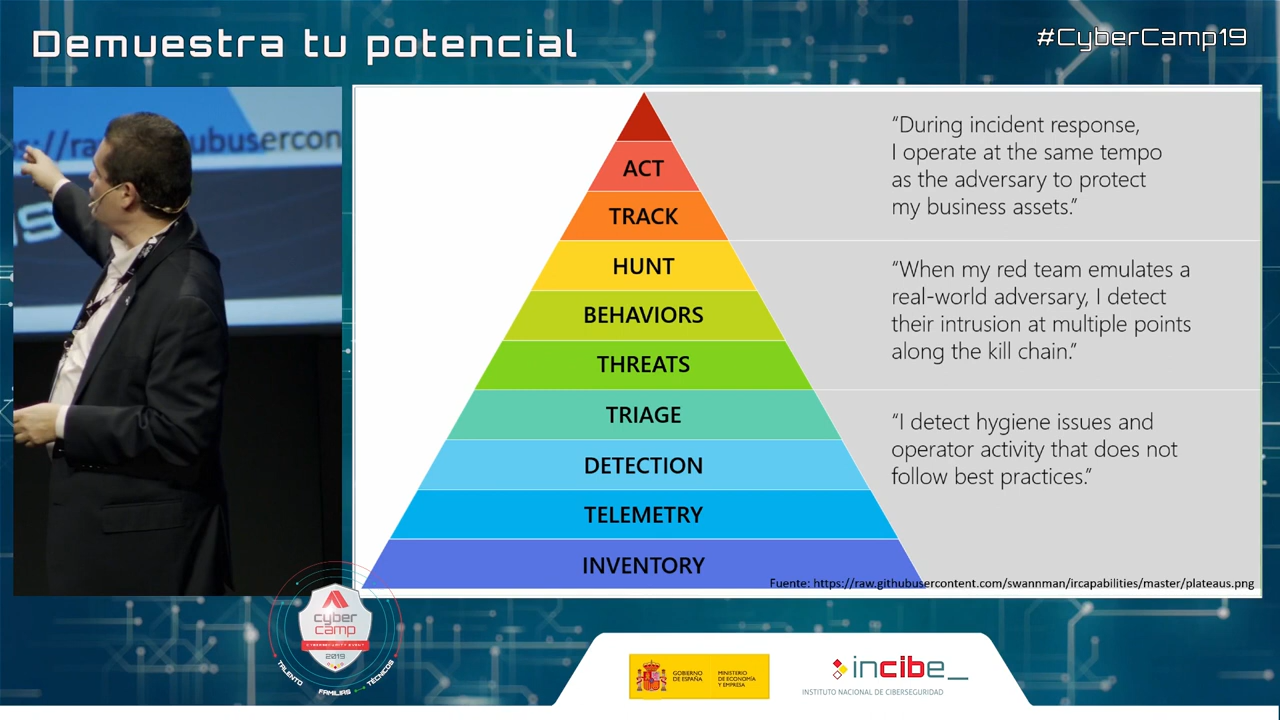 Demuestra tu potencial
#CyberCamp19
s://ra
ubusercon
ACT
TRACK
HUNT
BEHAVIORS
THREATS
TRIAGE
DETECTION
TELEMETRY
INVENTORY
“During incident response,
I operate at the same tempo
as the adversary to protect
my business assets.”
“When my red team emulates a
real-world adversary, I detect
their intrusion at multiple points
along the kill chain.”
“I detect hygiene issues and
operator activity that does not
follow best practices.”
Fuente: https://raw.githubusercontent.com/swannman/ircapabilities/master/plateaus.png
cyber
camp
2019
TALENTO
FAMILIAS
TÉCNICOS
GOBIERNO
DE ESPAÑA
MINISTERIO
DE ECONOMÍA
Y EMPRESA
incibe_
INSTITUTO NACIONAL DE CIBERSEGURIDAD